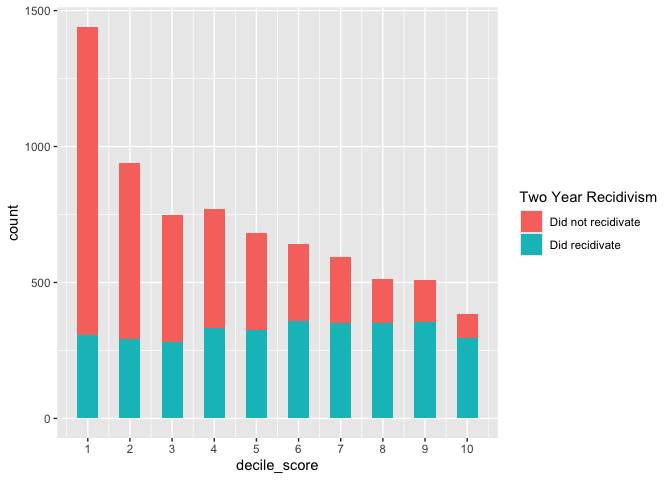 1500
1000
500
0
count
1 2 3 4 5 6 7 8 9 10
decile_score
Two Year Recidivism
Did not recidivate
Did recidivate